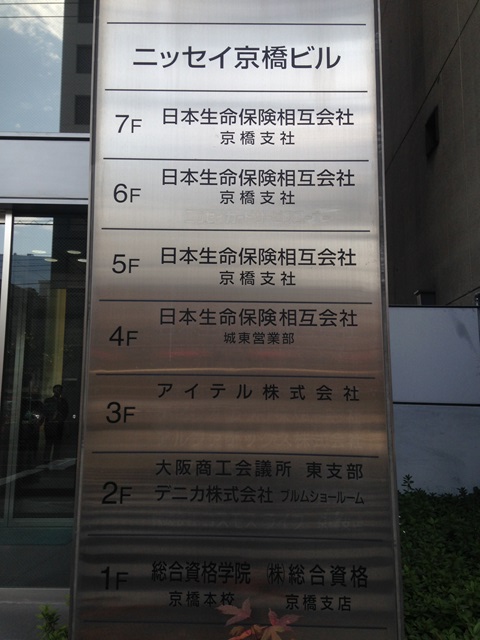 ニッセイ京橋ビル
7F 日本生命保険相互会社
京橋支社
6F 日本生命保険相互会社
京橋支社
5F 日本生命保険相互会社
京橋支社
4F 日本生命保険相互会社
城東営業部
3F アイテル株式会社
2F 大阪商工会議所 東支部
デニカ株式会社 プルムショールーム
1F 総合資格学院 ㈱総合資格
京橋本校 京橋支店